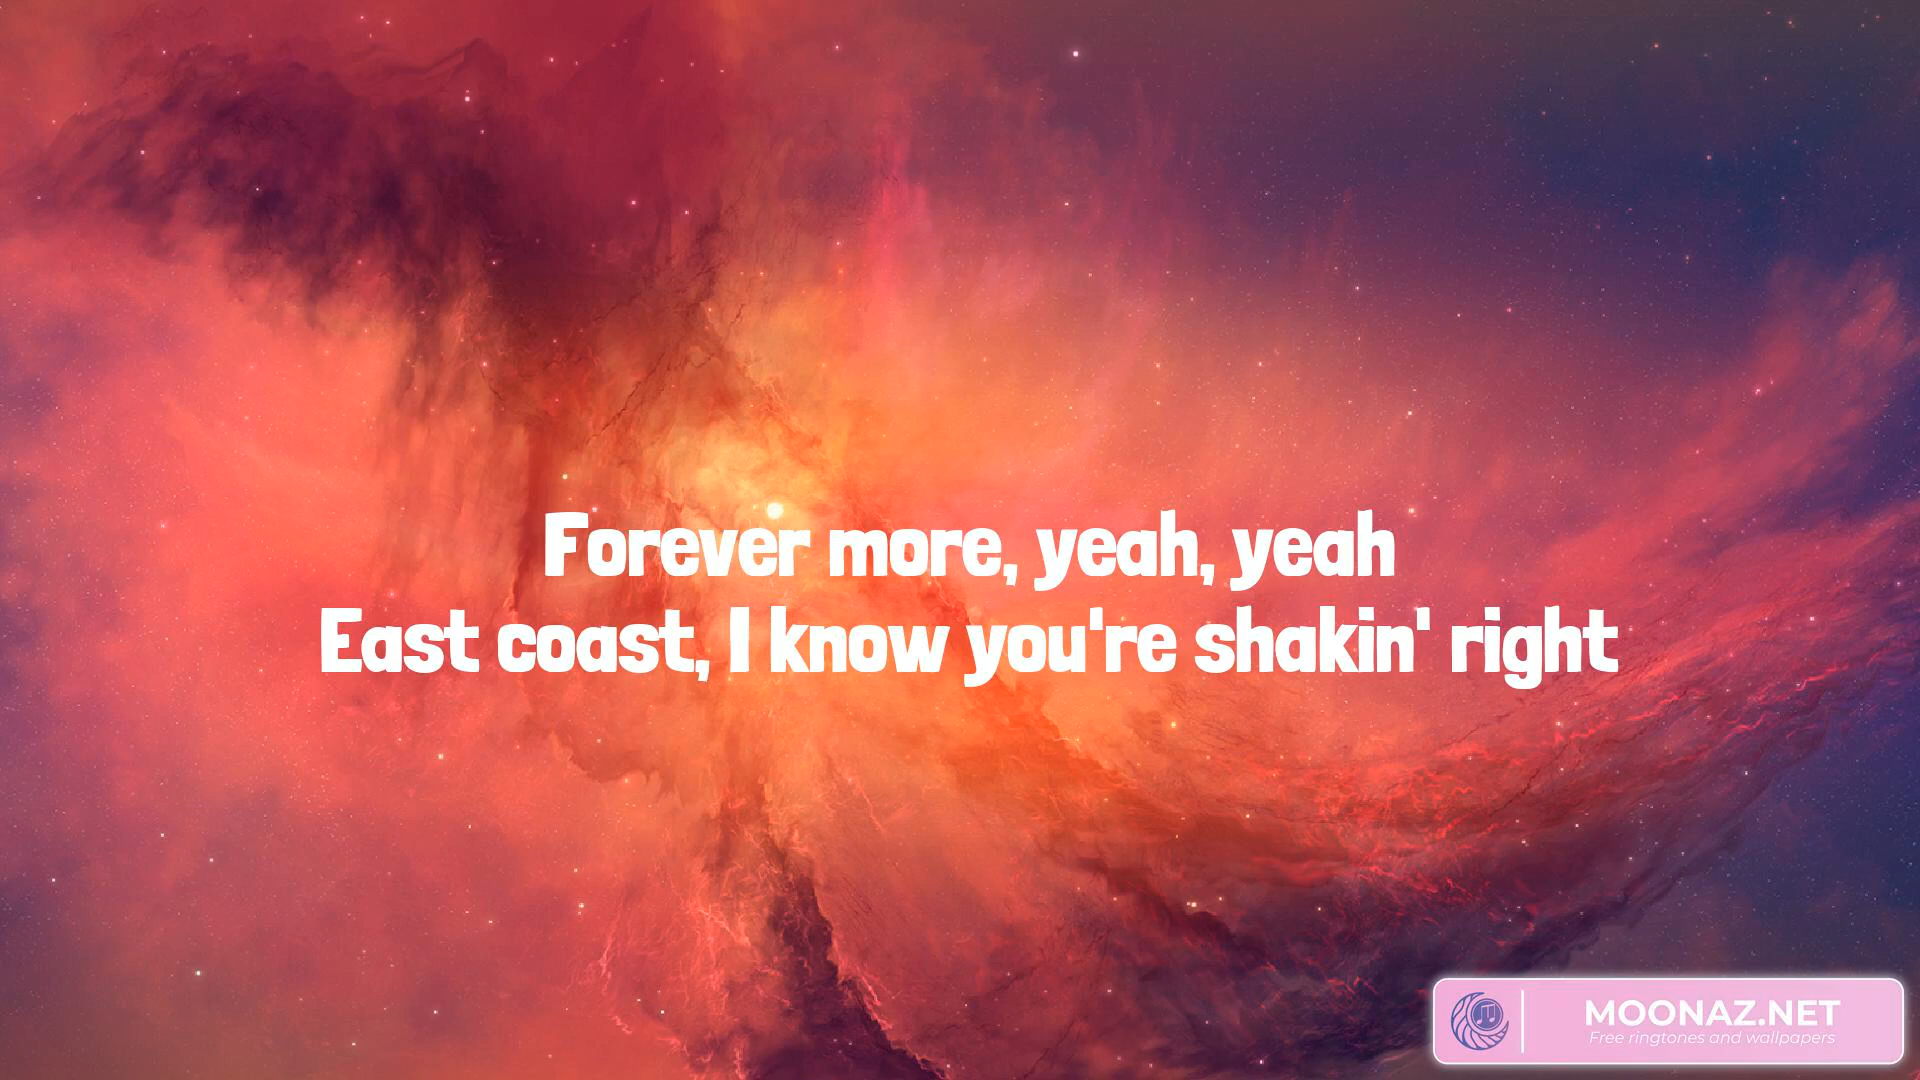 Forever more, yeah, yeah
East coast, I know you're shakin' right
MOONAZ.NET
Free ringtones and wallpapers